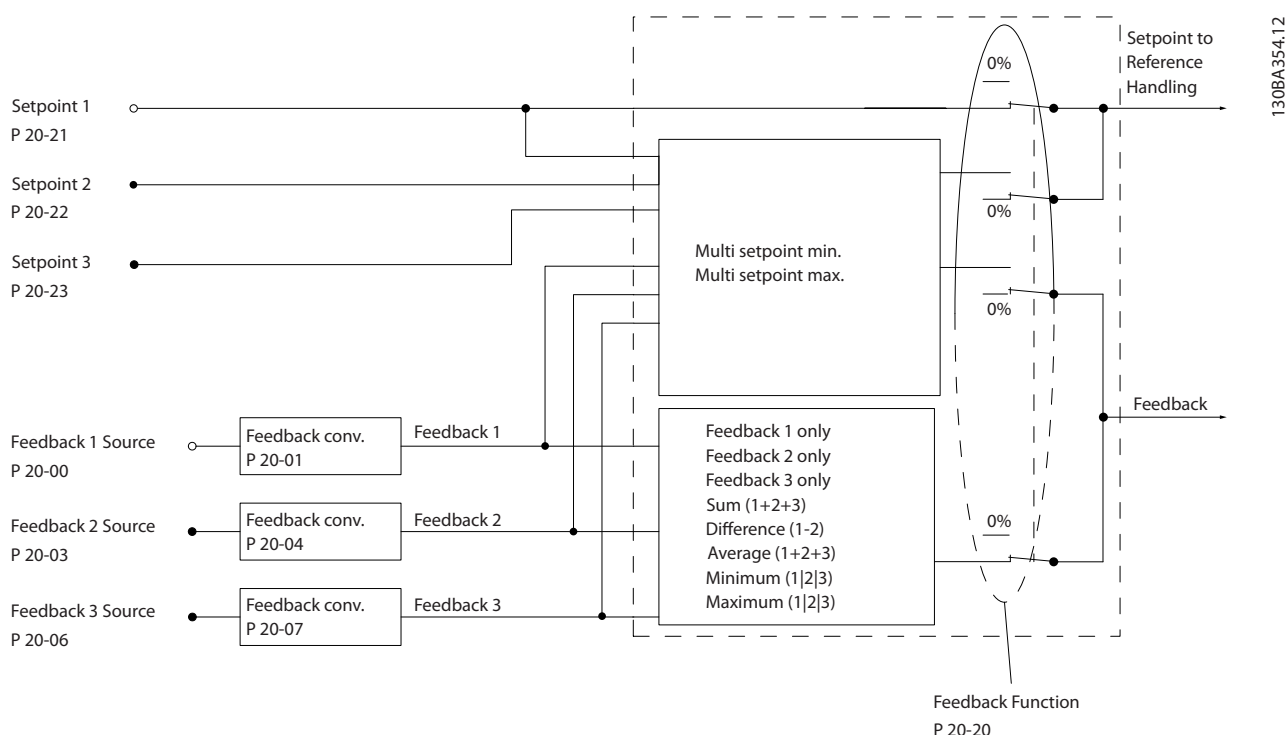 130BA354.12
Setpoint to
Reference
Handling
0%
Setpoint 1
P 20-21
Setpoint 2
P 20-22
0%
Setpoint 3
P 20-23
Multi setpoint min.
Multi setpoint max.
0%
Feedback
Feedback 1 Source
P 20-00
Feedback conv.
P 20-01
Feedback 1
Feedback 1 only
Feedback 2 only
Feedback 3 only
Sum (1+2+3)
Difference (1-2)
Average (1+2+3)
Minimum (1|2|3)
Maximum (1|2|3)
Feedback 2 Source
P 20-03
Feedback conv.
P 20-04
Feedback 2
0%
Feedback 3 Source
P 20-06
Feedback conv.
P 20-07
Feedback 3
Feedback Function
P 20-20